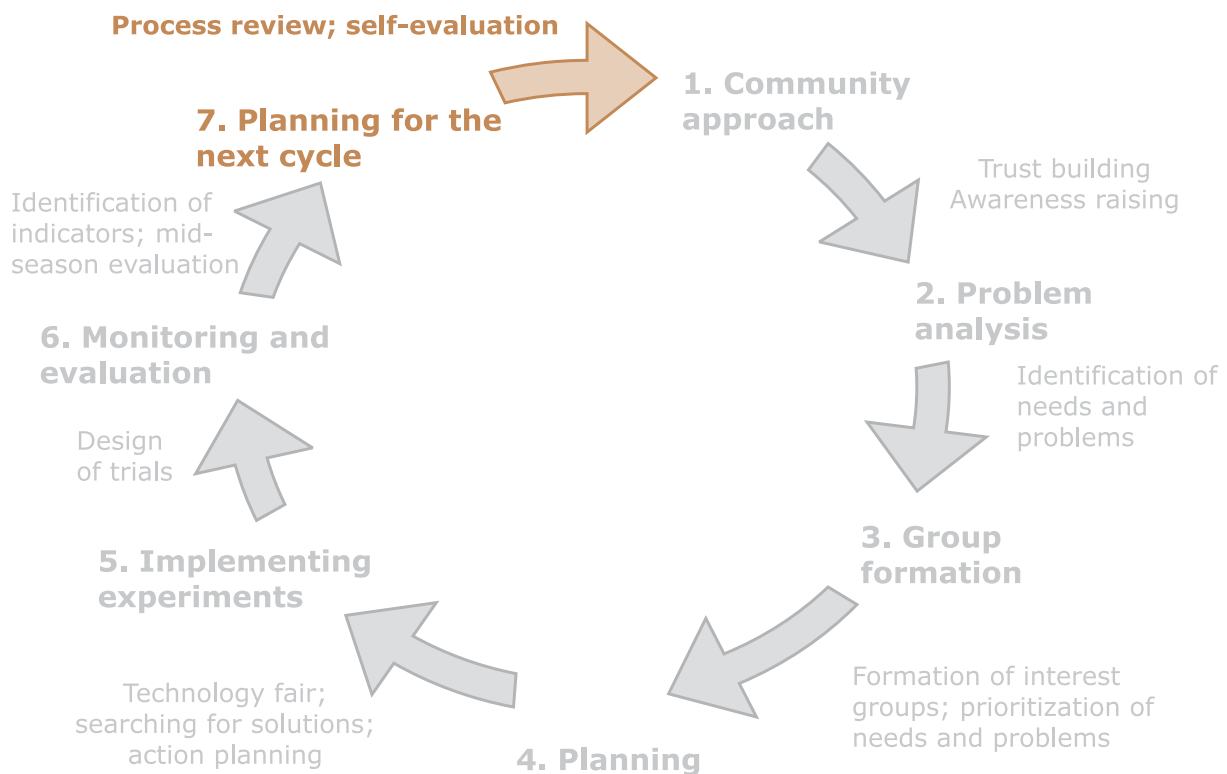 Process review; self-evaluation
1. Community
approach
Trust building
Awareness raising
2. Problem
analysis
Identification of
needs and
problems
3. Group
formation
Formation of interest
groups; prioritization of
needs and problems
4. Planning
Technology fair;
searching for solutions;
action planning
5. Implementing
experiments
Design
of trials
6. Monitoring and
evaluation
Identification of
indicators; mid-
season evaluation
7. Planning for the
next cycle